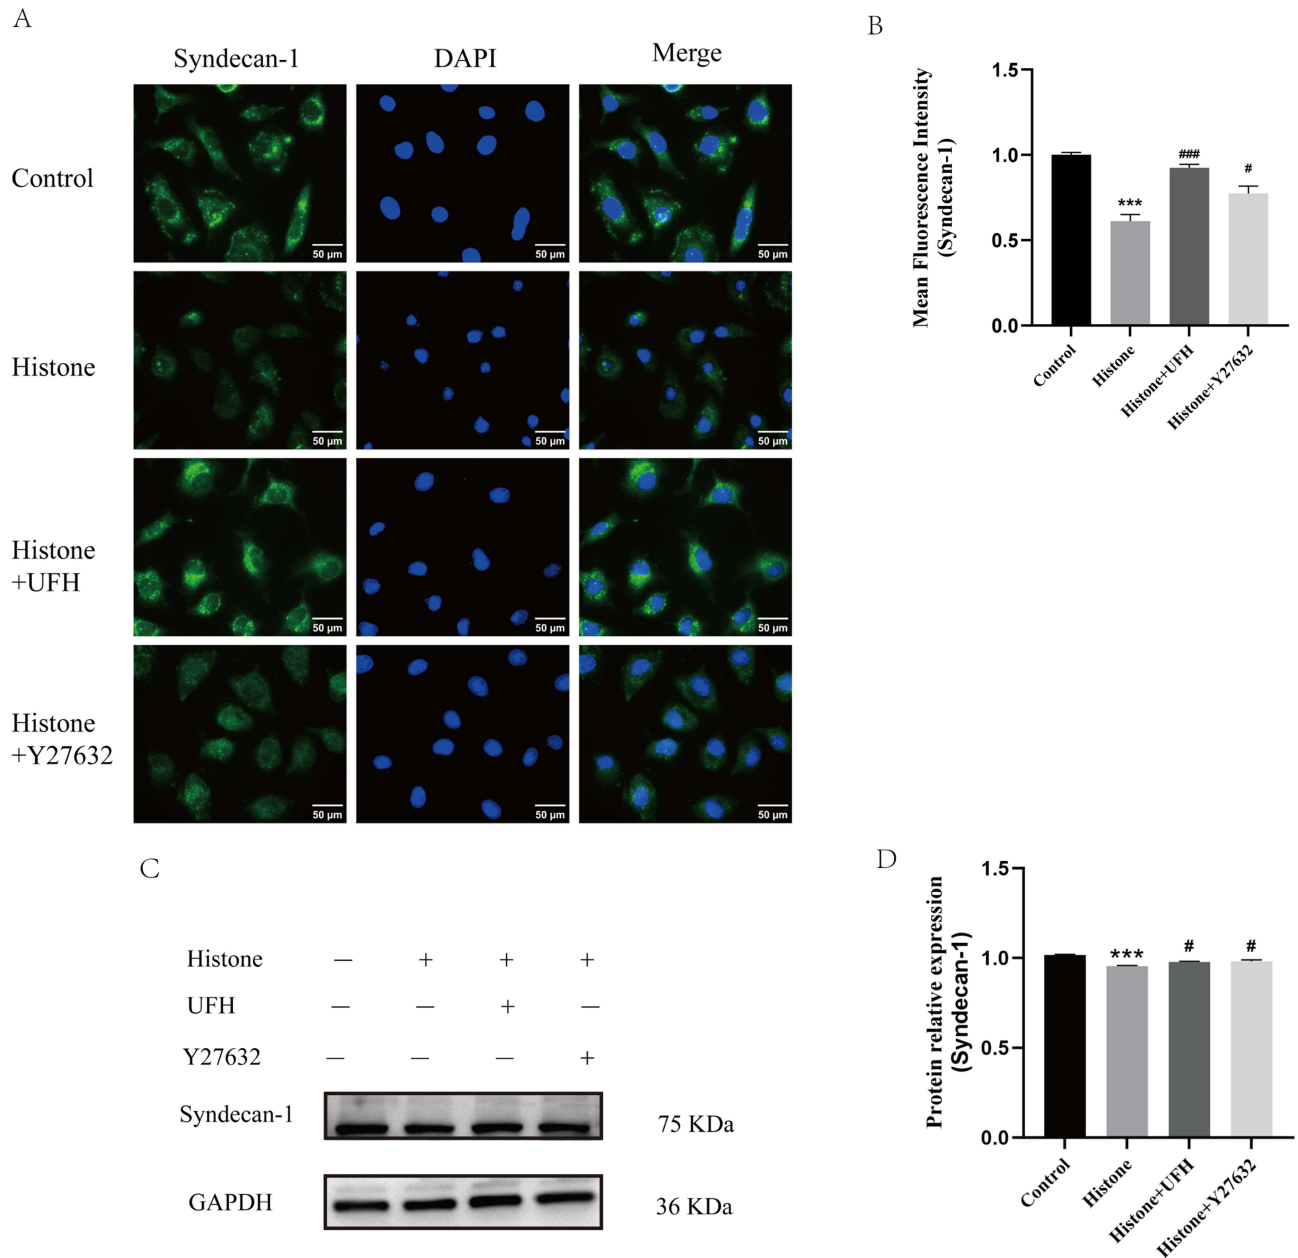 A
Syndecan-1 DAPI Merge
Control
50 μm 50 μm 50 μm
Histone
50 μm 50 μm 50 μm
Histone
+UFH
50 μm 50 μm 50 μm
Histone
+Y27632
50 μm 50 μm 50 μm
B
Mean Fluorescence Intensity
(Syndecan-1)
1.5
1.0
0.5
0.0
***
###
#
Control
Histone
Histone+UFH
Histone+Y27632
C
Histone — + + +
UFH — — + —
Y27632 — — — +
Syndecan-1 75 KDa
GAPDH 36 KDa
D
Protein relative expression
(Syndecan-1)
1.5
1.0
0.5
0.0
***
#
#
Control
Histone
Histone+UFH
Histone+Y27632